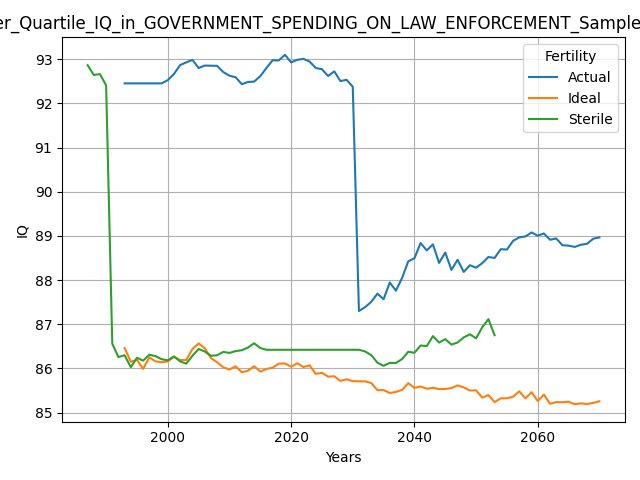 er_Quartile_IQ_in_GOVERNMENT_SPENDING_ON_LAW_ENFORCEMENT_Sample
Fertility
Actual
Ideal
Sterile
IQ
93
92
91
90
89
88
87
86
85
2000
2020
2040
2060
Years